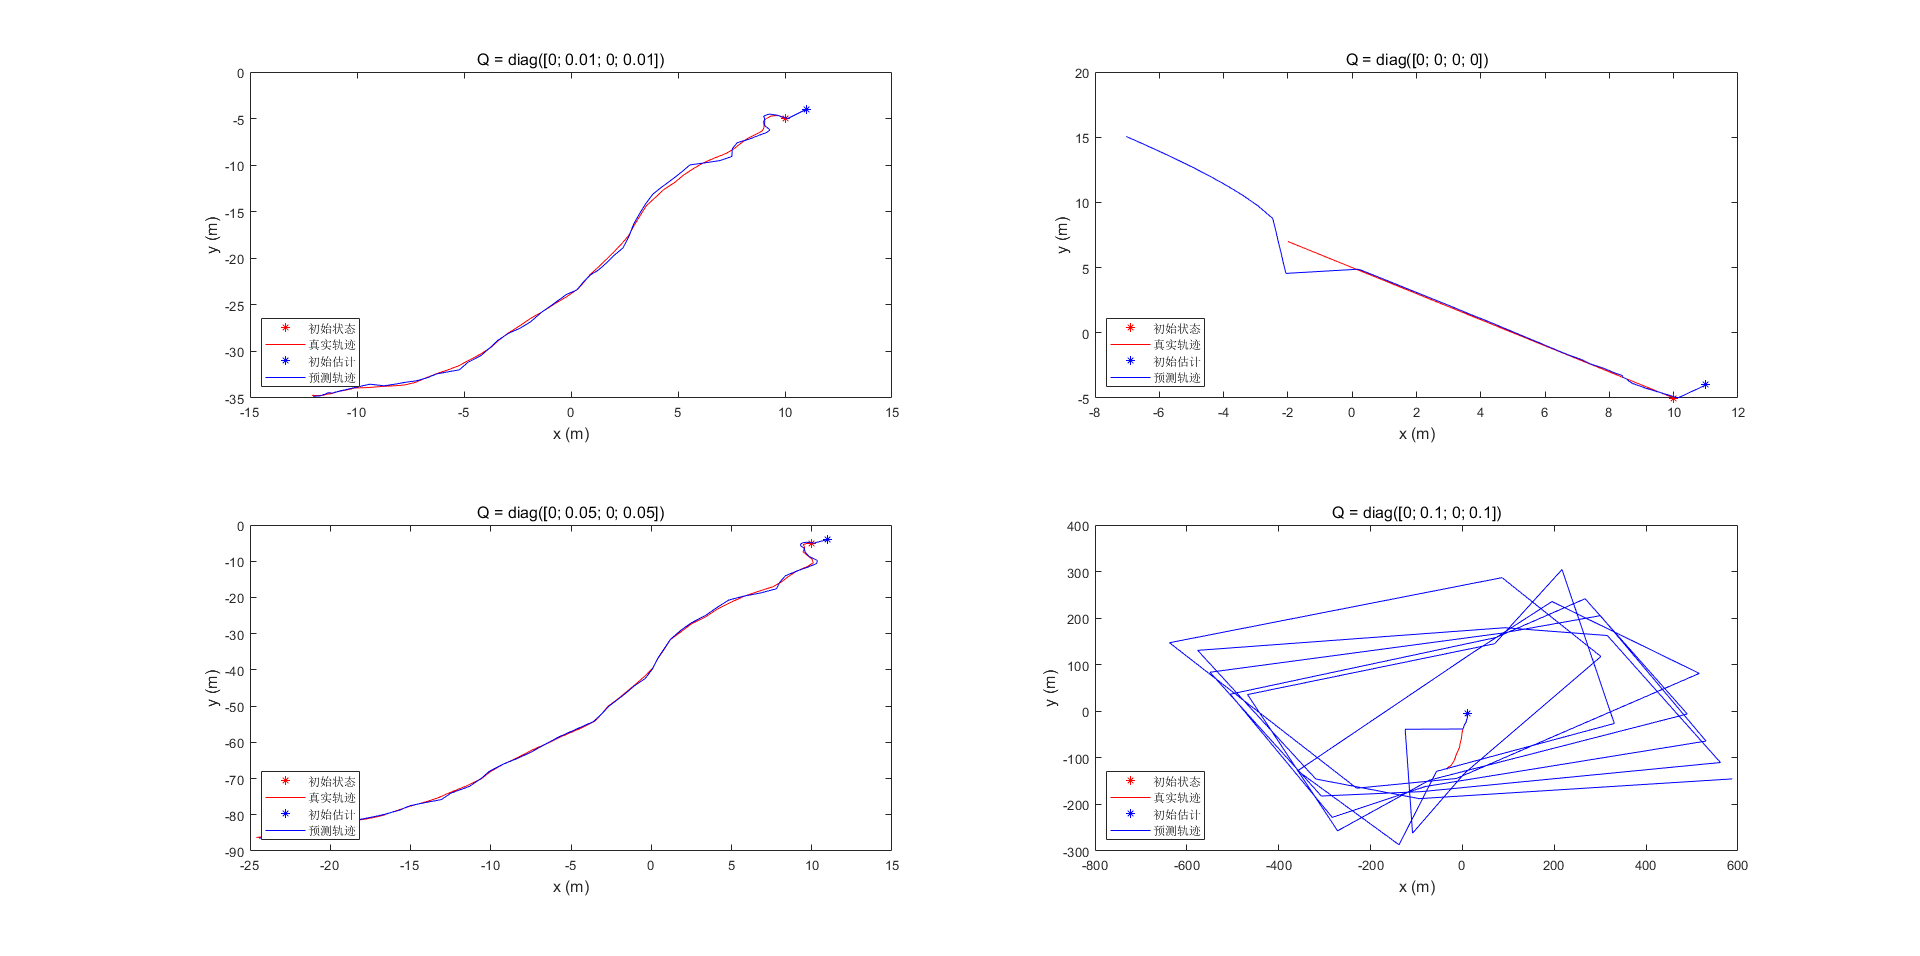 Q = diag([0; 0.01; 0; 0.01])
0
-5
-10
-15
-20
-25
-30
-35
y (m)
初始状态
真实轨迹
初始估计
预测轨迹
-15
-10
-5
0
5
10
15
x (m)
Q = diag([0; 0; 0; 0])
20
15
10
5
0
-5
y (m)
初始状态
真实轨迹
初始估计
预测轨迹
-8
-6
-4
-2
0
2
4
6
8
10
12
x (m)
Q = diag([0; 0.05; 0; 0.05])
0
-10
-20
-30
-40
-50
-60
-70
-80
-90
y (m)
初始状态
真实轨迹
初始估计
预测轨迹
-25
-20
-15
-10
-5
0
5
10
15
x (m)
Q = diag([0; 0.1; 0; 0.1])
400
300
200
100
0
-100
-200
-300
y (m)
初始状态
真实轨迹
初始估计
预测轨迹
-800
-600
-400
-200
0
200
400
600
x (m)